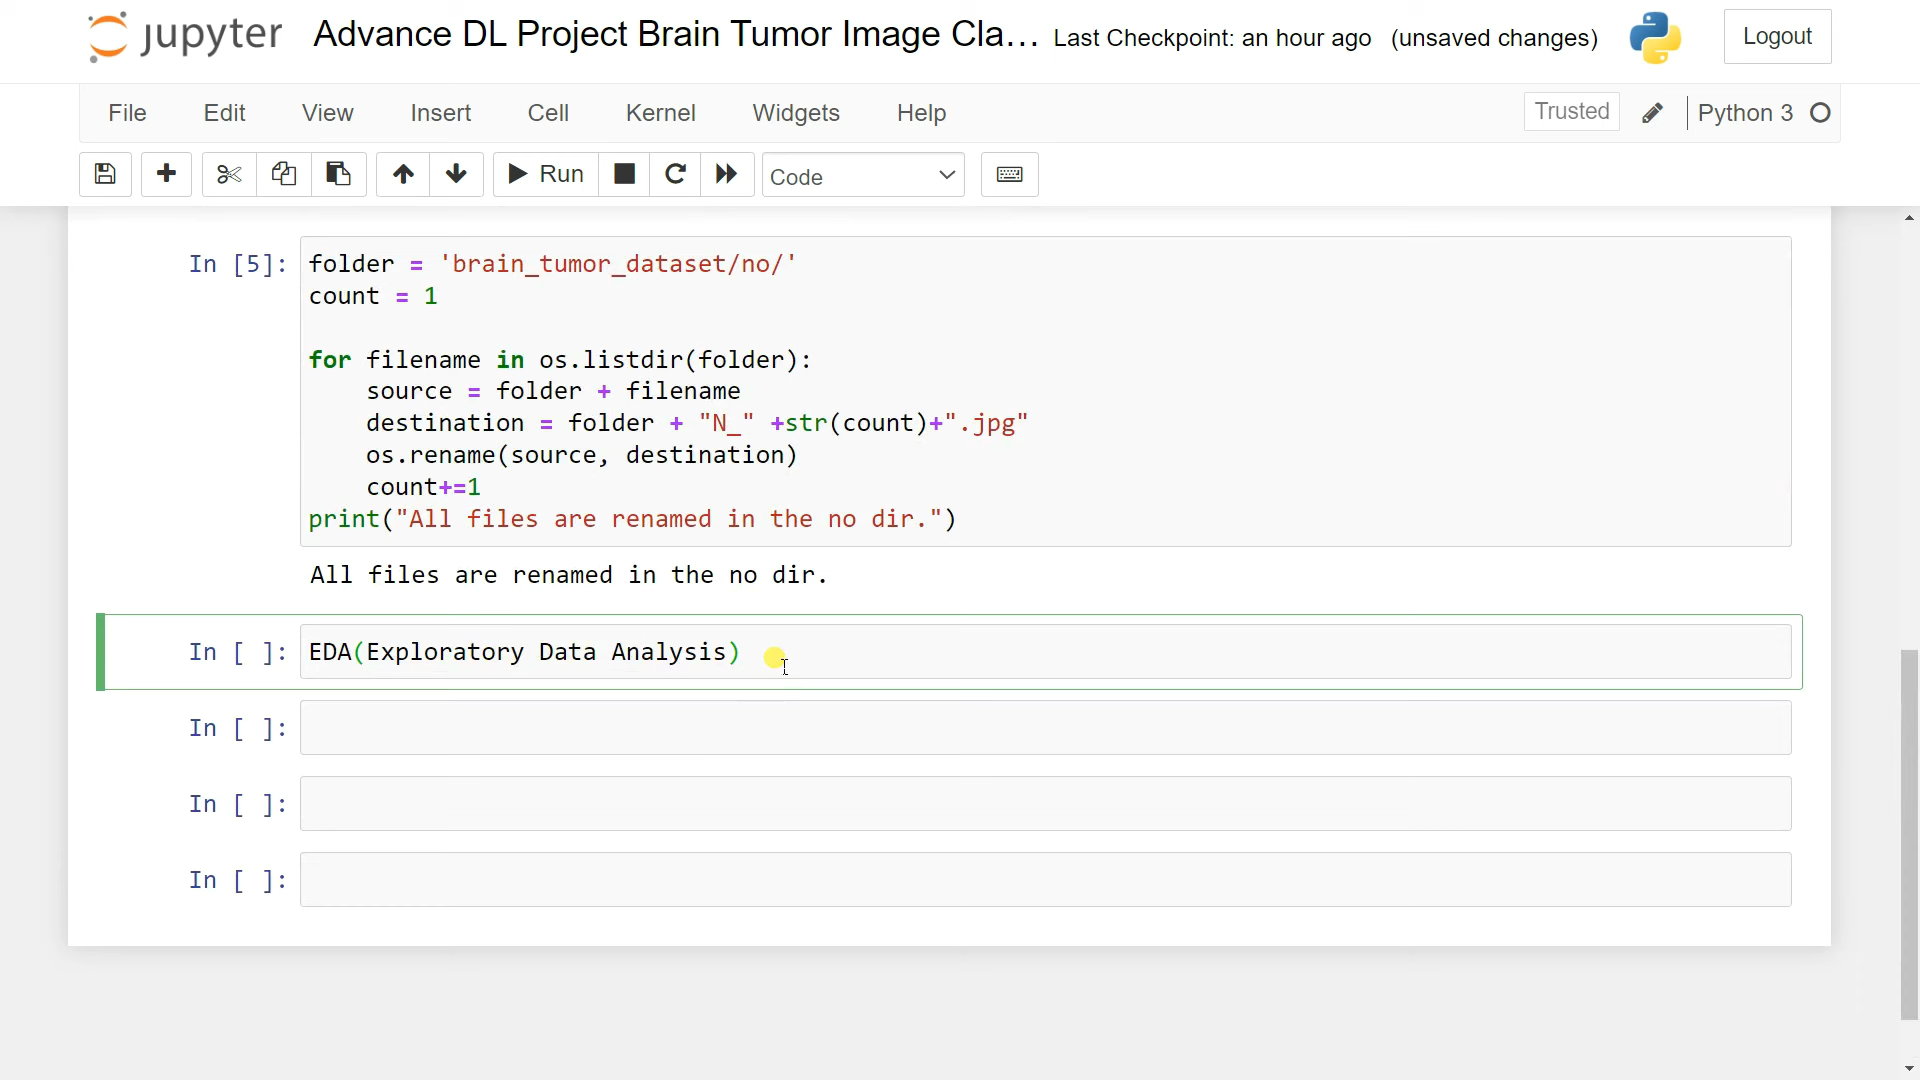 jupyter Advance DL Project Brain Tumor Image Cla... Last Checkpoint: an hour ago (unsaved changes) Logout
File Edit View Insert Cell Kernel Widgets Help Trusted Python 3
Run Code
In [5]: folder = 'brain_tumor_dataset/no/'
count = 1
for filename in os.listdir(folder):
source = folder + filename
destination = folder + "N_" +str(count)+".jpg"
os.rename(source, destination)
count+=1
print("All files are renamed in the no dir.")
All files are renamed in the no dir.
In [ ]: EDA(Exploratory Data Analysis)
In [ ]:
In [ ]:
In [ ]: